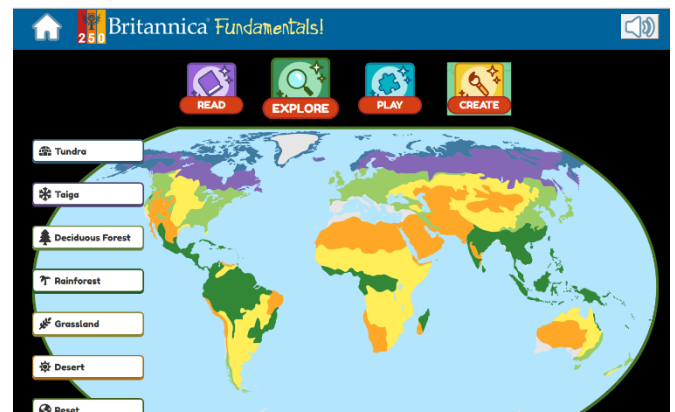 250 Britannica Fundamentals!
READ
EXPLORE
PLAY
CREATE
Tundra
Taiga
Deciduous Forest
Rainforest
Grassland
Desert
Reset